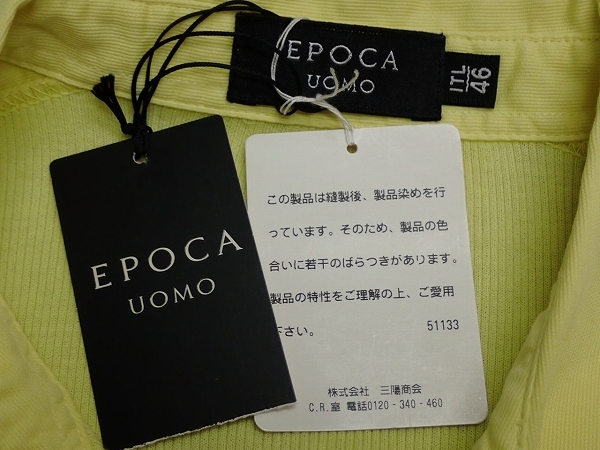 EPOCA
UOMO
ITL
46
EPOCA
UOMO
この製品は縫製後、製品染めを行
っています。そのため、製品の色
合いに若干のばらつきがあります。
製品の特性をご理解の上、ご愛用
下さい。 51133
株式会社 三陽商会
C.R.室 電話0120-340-460